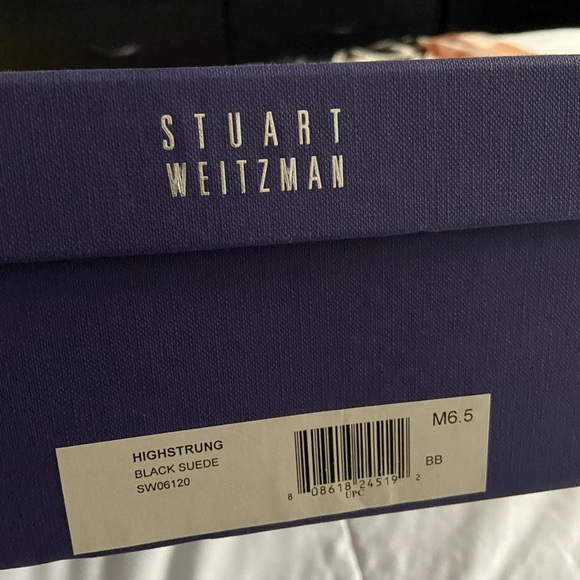 STUART
WEITZMAN
HIGHSTRUNG
BLACK SUEDE
SW06120
M6.5
BB
8 08618 24519 2
UPC